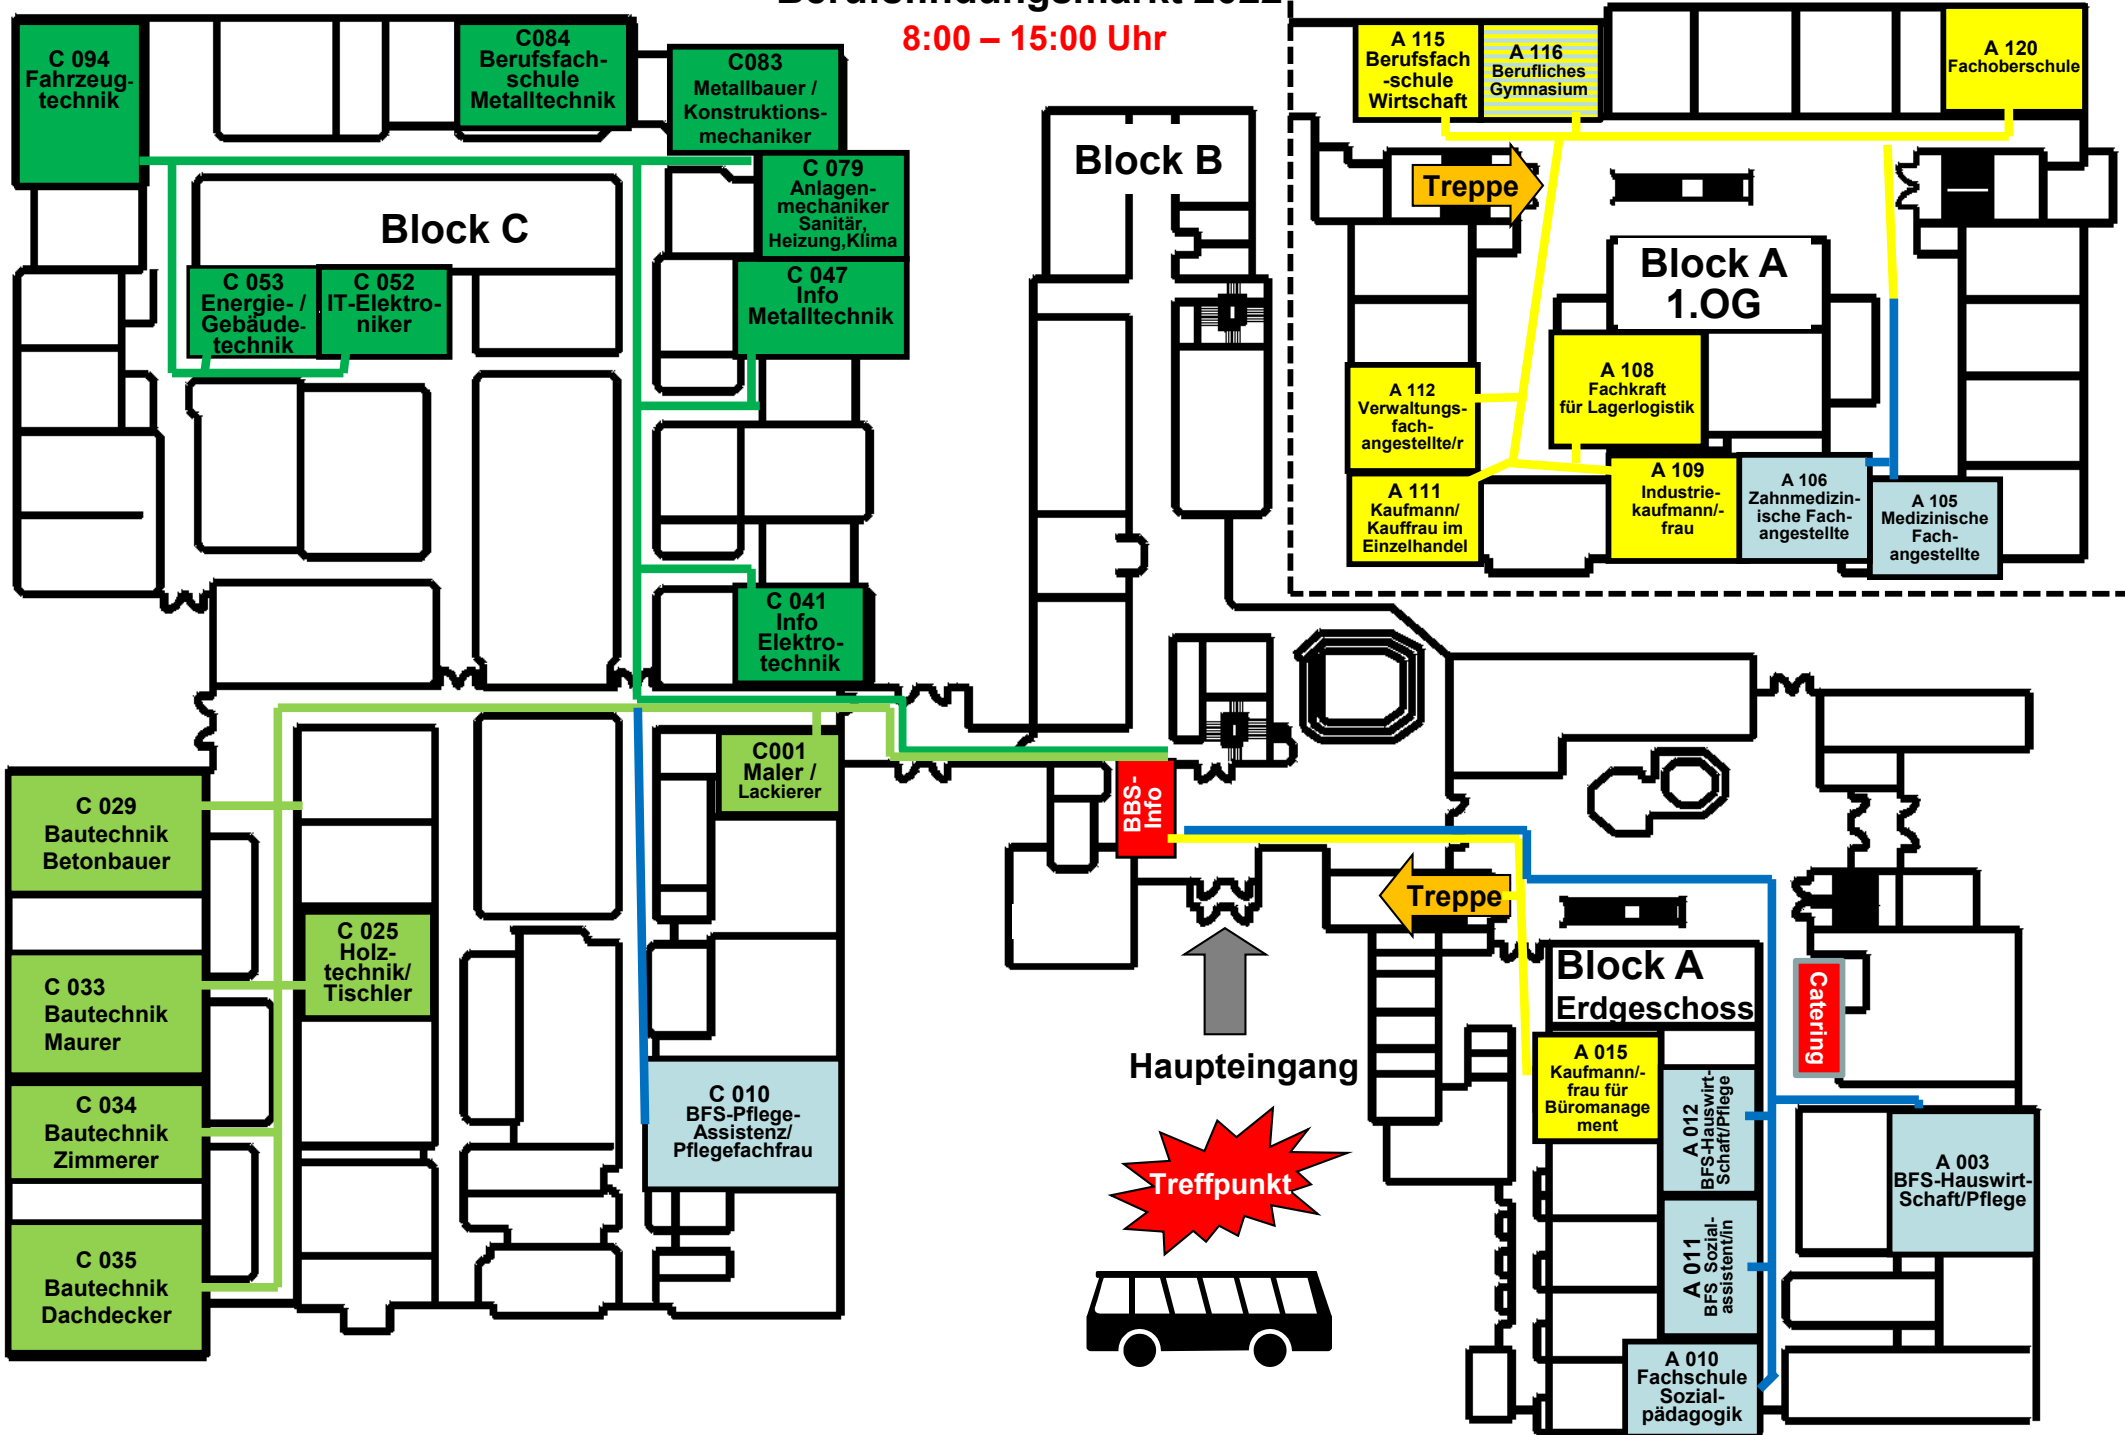 Berufsfindungsmarkt 2022
8:00 – 15:00 Uhr
C 094
Fahrzeug-
technik
C084
Berufsfach-
schule
Metalltechnik
C083
Metallbauer /
Konstruktions-
mechaniker
C 079
Anlagen-
mechaniker
Sanitär,
Heizung,Klima
C 047
Info
Metalltechnik
Block C
C 053
Energie- /
Gebäude-
technik
C 052
IT-Elektro-
niker
C 041
Info
Elektro-
technik
Block B
A 115
Berufsfach
-schule
Wirtschaft
A 116
Berufliches
Gymnasium
A 120
Fachoberschule
Treppe
Block A
1.OG
A 108
Fachkraft
für Lagerlogistik
A 112
Verwaltungs-
fach-
angestellte/r
A 111
Kaufmann/
Kauffrau im
Einzelhandel
A 109
Industrie-
kaufmann/-
frau
A 106
Zahnmedizin-
ische Fach-
angestellte
A 105
Medizinische
Fach-
angestellte
C001
Maler /
Lackierer
BBS-
Info
C 029
Bautechnik
Betonbauer
C 025
Holz-
technik/
Tischler
C 033
Bautechnik
Maurer
C 034
Bautechnik
Zimmerer
C 035
Bautechnik
Dachdecker
C 010
BFS-Pflege-
Assistenz/
Pflegefachfrau
Treppe
Haupteingang
Treffpunkt
Block A
Erdgeschoss
Catering
A 015
Kaufmann/-
frau für
Büromanage
ment
A 012
BFS-Hauswirt-
Schaft/Pflege
A 011
BFS Sozial-
assistent/in
A 003
BFS-Hauswirt-
Schaft/Pflege
A 010
Fachschule
Sozial-
pädagogik